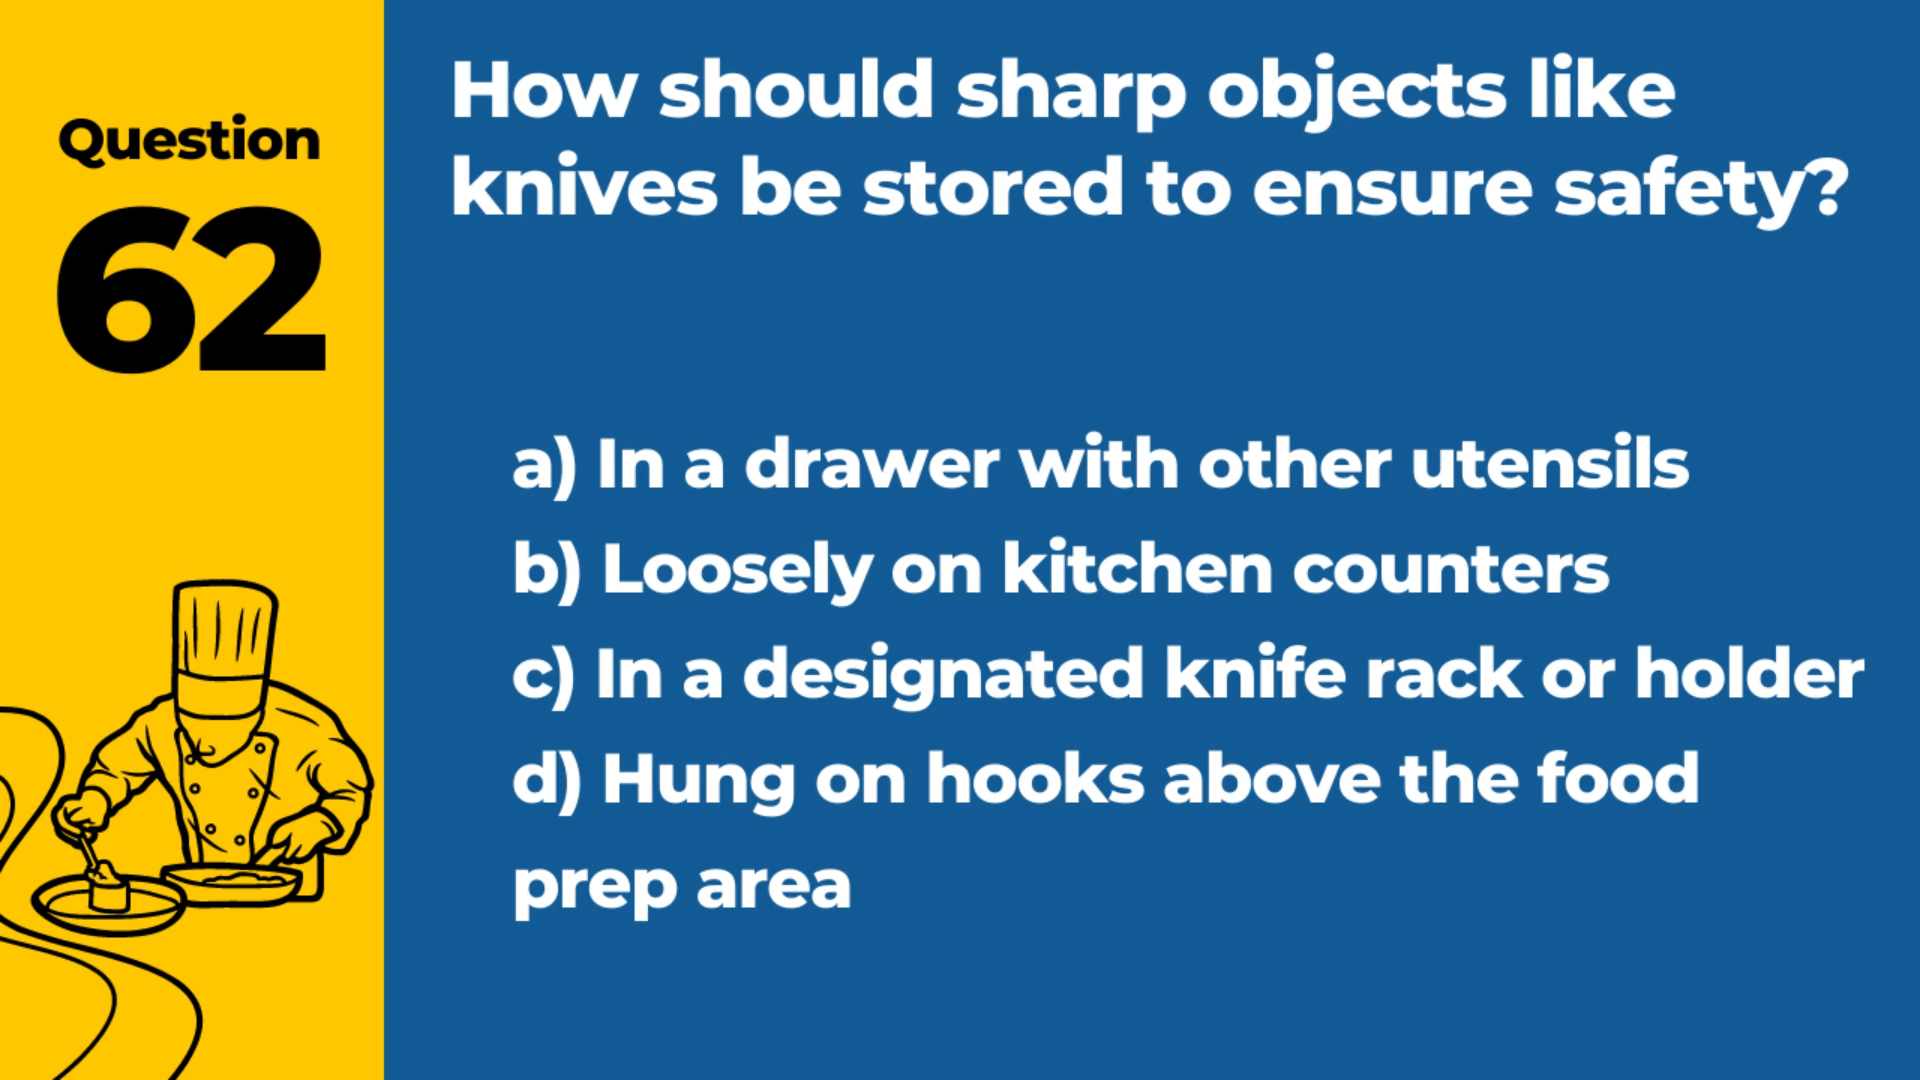 Question
62
How should sharp objects like
knives be stored to ensure safety?
a) In a drawer with other utensils
b) Loosely on kitchen counters
c) In a designated knife rack or holder
d) Hung on hooks above the food
prep area